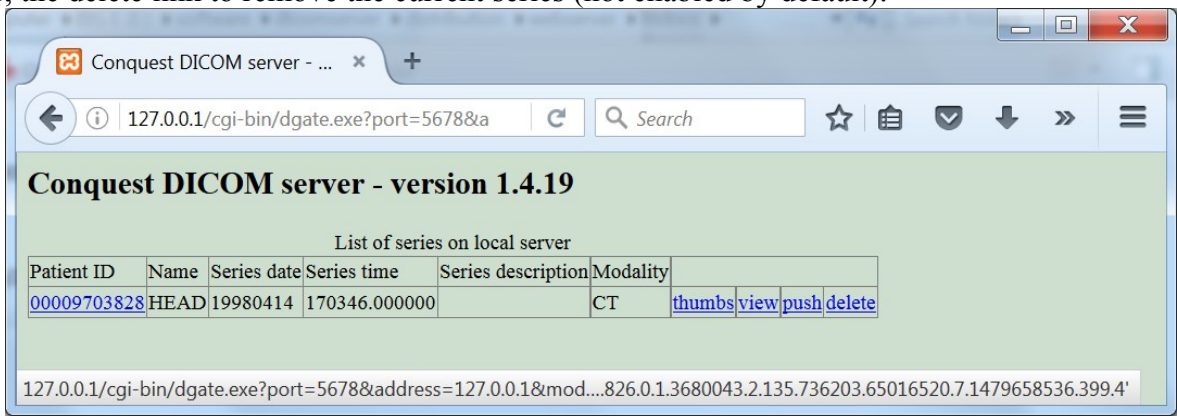 , the delete link to remove the current series (not enabled by default).
Conquest DICOM server - ...
127.0.0.1/cgi-bin/dgate.exe?port=5678&a
Search
Conquest DICOM server - version 1.4.19
List of series on local server
Patient ID Name Series date Series time Series description Modality
00009703828 HEAD 19980414 170346.000000 CT thumbs view push delete
127.0.0.1/cgi-bin/dgate.exe?port=5678&address=127.0.0.1&mod....826.0.1.3680043.2.135.736203.65016520.7.1479658536.399.4'